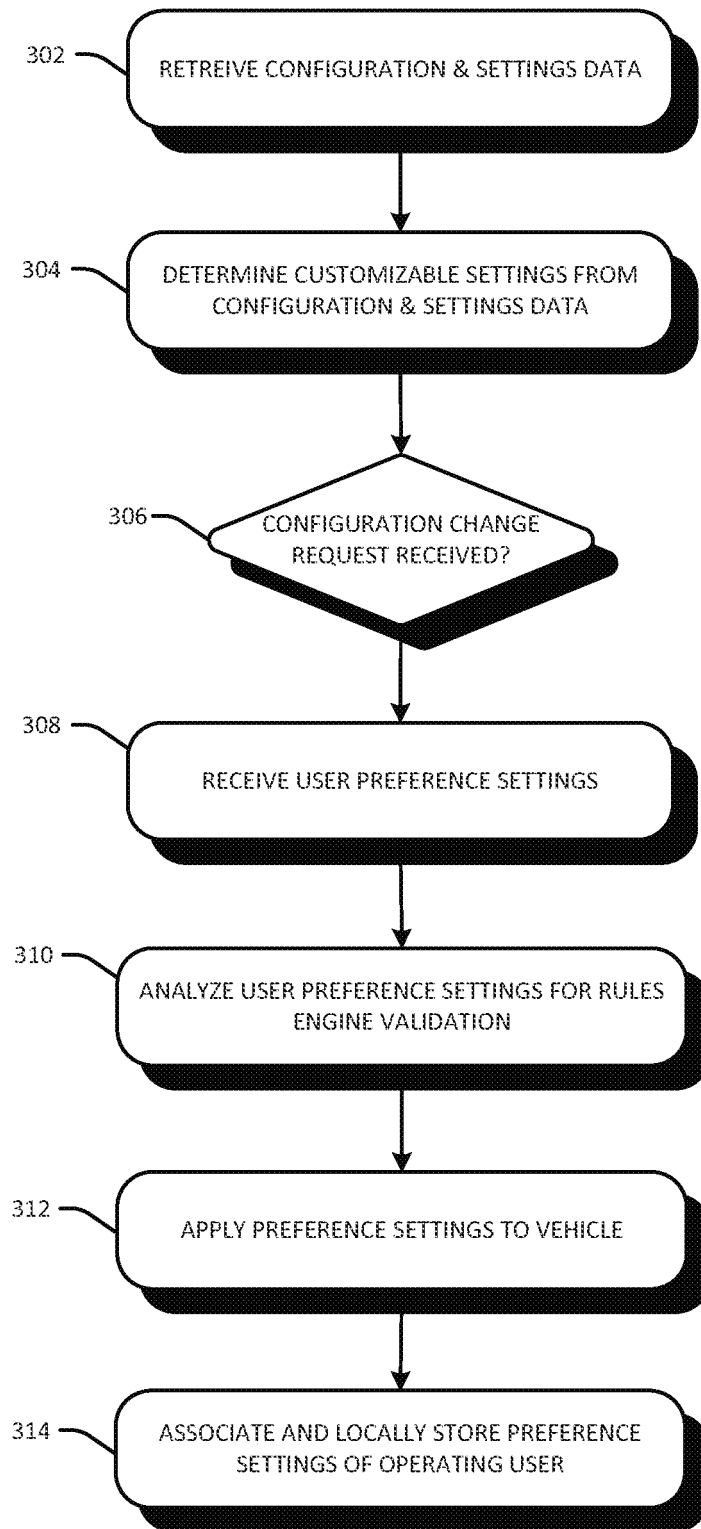 302
RETREIVE CONFIGURATION & SETTINGS DATA
304
DETERMINE CUSTOMIZABLE SETTINGS FROM
CONFIGURATION & SETTINGS DATA
306
CONFIGURATION CHANGE
REQUEST RECEIVED?
308
RECEIVE USER PREFERENCE SETTINGS
310
ANALYZE USER PREFERENCE SETTINGS FOR RULES
ENGINE VALIDATION
312
APPLY PREFERENCE SETTINGS TO VEHICLE
314
ASSOCIATE AND LOCALLY STORE PREFERENCE
SETTINGS OF OPERATING USER